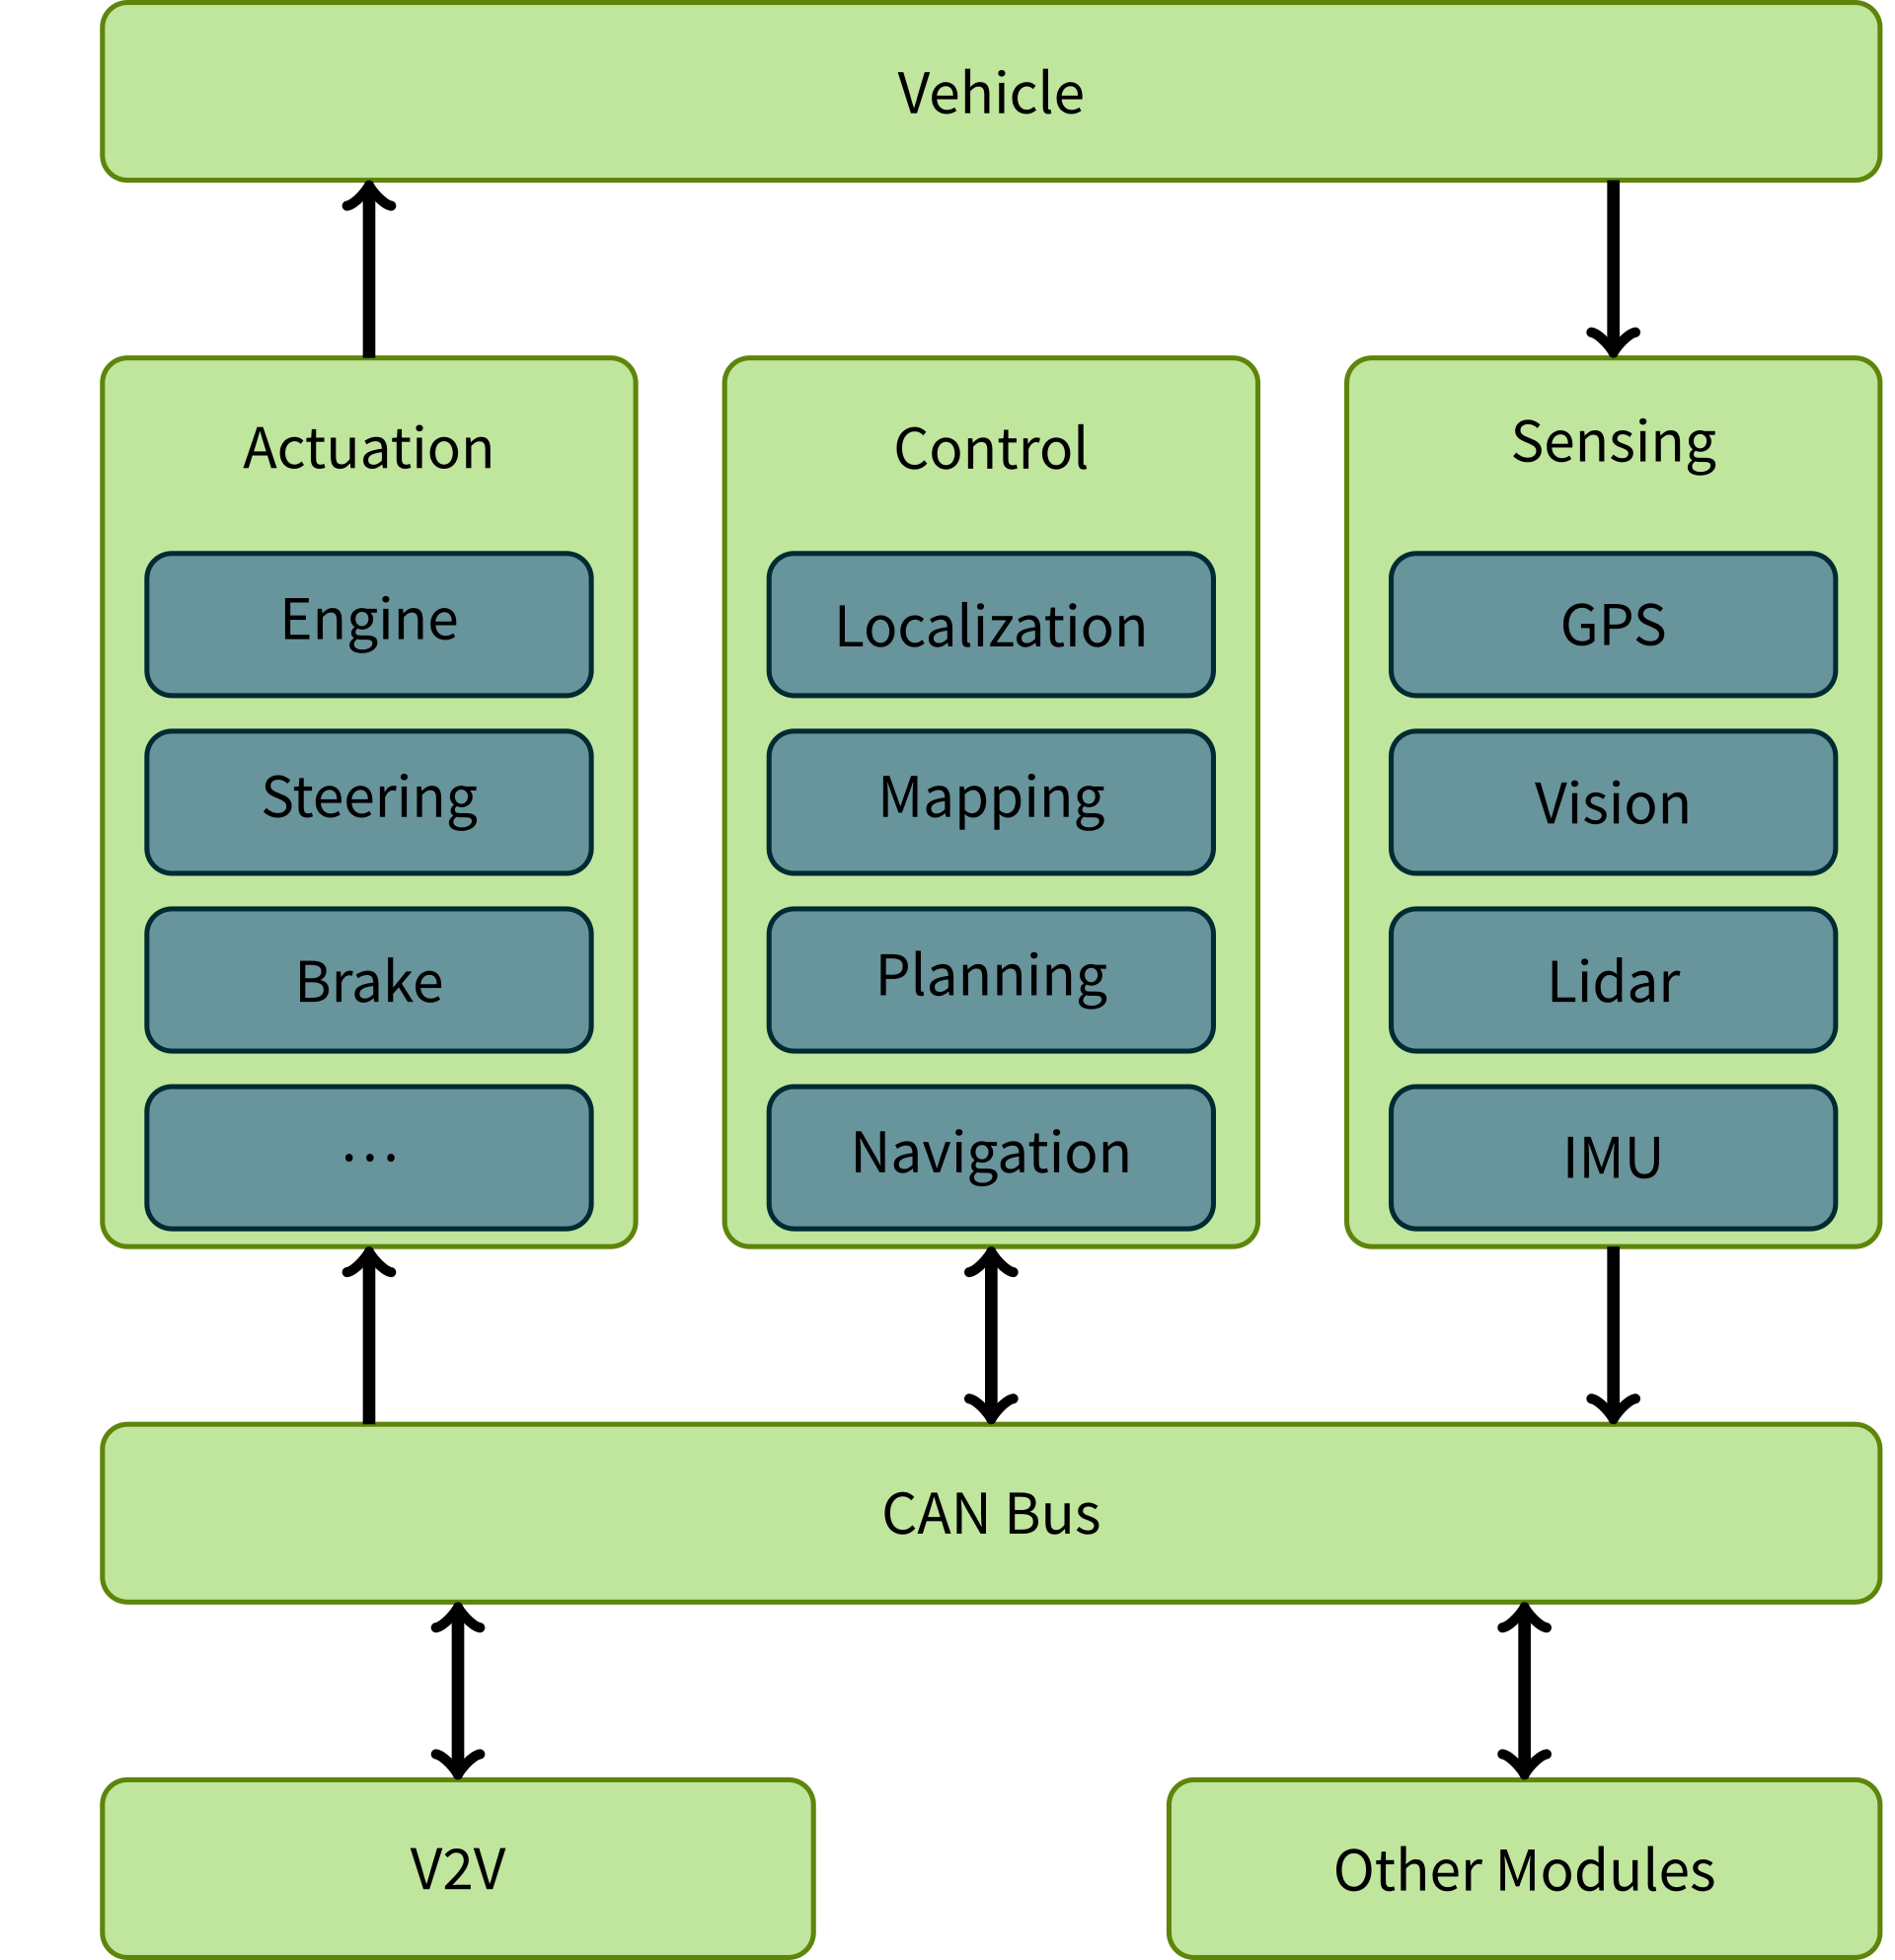 Vehicle
Actuation
Engine
Steering
Brake
...
Control
Localization
Mapping
Planning
Navigation
Sensing
GPS
Vision
Lidar
IMU
CAN Bus
V2V
Other Modules